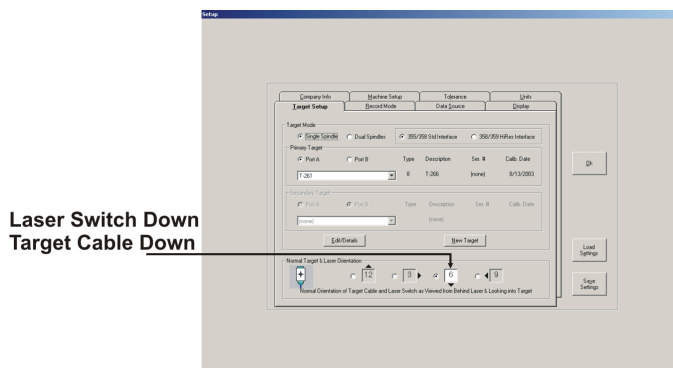 Setup
Company Info Machine Setup Tolerance Units
Target Setup Record Mode Data Source Display
Target Mode
Single Spindle Dual Spindles 355/358 Std Interface 358/359 HiRes Interface
Primary Target
Port A Port B Type Description Ser. # Calib. Date
T-261 8 T-266 (none) 8/13/2003
Ok
Secondary Target
Port A Port B Type Description Ser. # Calib. Date
(none) (none)
Laser Switch Down
Target Cable Down
Edit/Details New Target
Load Settings
Normal Target & Laser Orientation
12 3 6 9
Normal Orientation of Target Cable and Laser Switch as Viewed from Behind Laser & Looking into Target
Save Settings